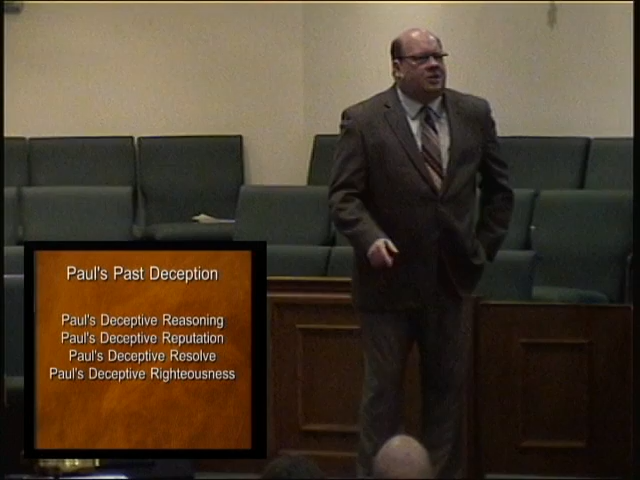 Paul's Past Deception
Paul's Deceptive Reasoning
Paul's Deceptive Reputation
Paul's Deceptive Resolve
Paul's Deceptive Righteousness